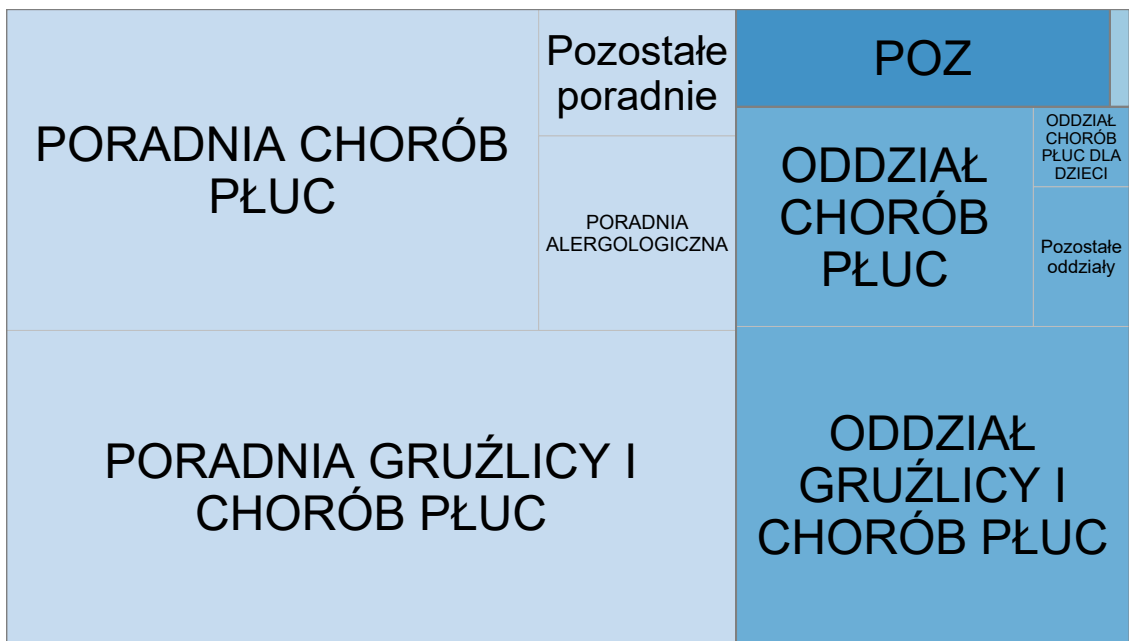 PORADNIA CHORÓB
PŁUC
Pozostałe
poradnie
PORADNIA
ALERGOLOGICZNA
PORADNIA GRUŹLICY I
CHORÓB PŁUC
POZ
ODDZIAŁ
CHORÓB
PŁUC
ODDZIAŁ
CHORÓB
PŁUC DLA
DZIECI
Pozostałe
oddziały
ODDZIAŁ
GRUŹLICY I
CHORÓB PŁUC